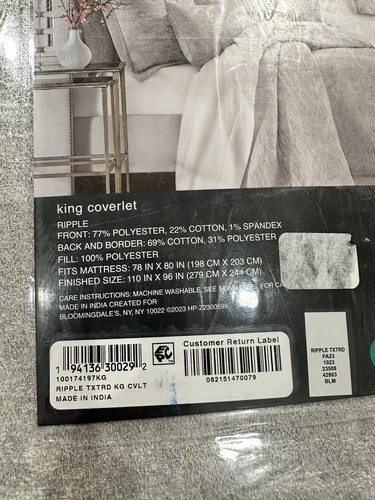 king coverlet
RIPPLE
FRONT: 77% POLYESTER, 22% COTTON, 1% SPANDEX
BACK AND BORDER: 69% COTTON, 31% POLYESTER
FILL: 100% POLYESTER
FITS MATTRESS: 78 IN X 80 IN (198 CM X 203 CM)
FINISHED SIZE: 110 IN X 96 IN (279 CM X 244 CM)
CARE INSTRUCTIONS: MACHINE WASHABLE, SEE SEWN LABEL FOR CA
MADE IN INDIA CREATED FOR
BLOOMINGDALE'S, NY, NY 10022 ©2023 HP-Z2300599
Customer Return Label
1 94136 30029 2
100174197KG
RIPPLE TXTRD KG CVLT
MADE IN INDIA
082151470079
RIPPLE TXTRD
FA23
1023
23508
42863
BLM